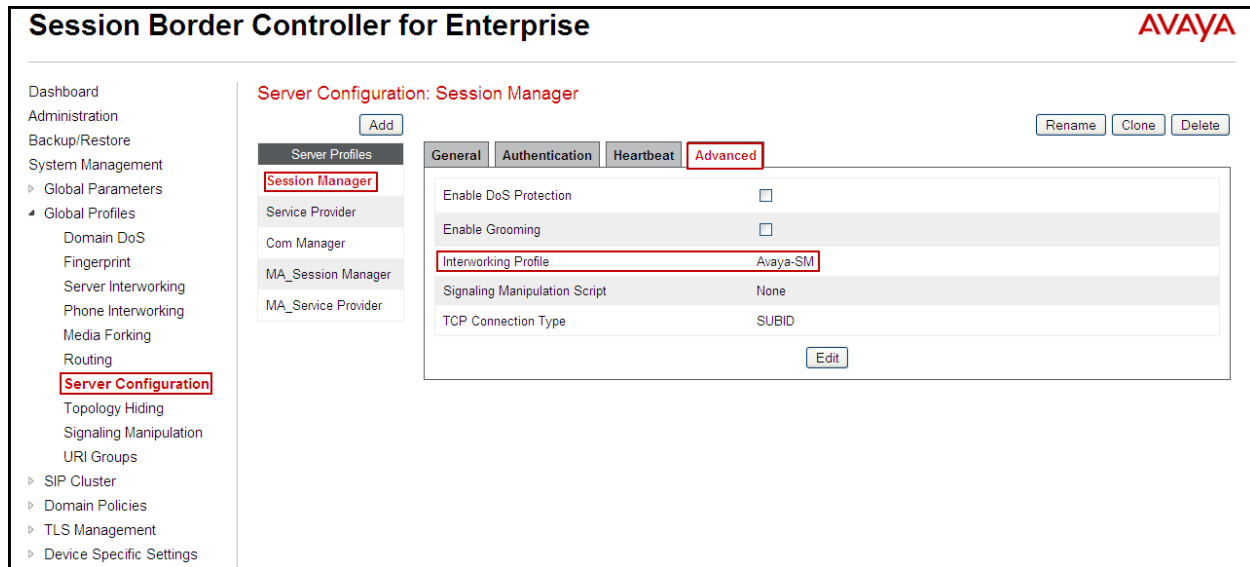 Session Border Controller for Enterprise
AVAYA
Dashboard
Administration
Backup/Restore
System Management
Global Parameters
Global Profiles
Domain DoS
Fingerprint
Server Interworking
Phone Interworking
Media Forking
Routing
Server Configuration
Topology Hiding
Signaling Manipulation
URI Groups
SIP Cluster
Domain Policies
TLS Management
Device Specific Settings
Server Configuration: Session Manager
Add
Rename Clone Delete
Server Profiles
Session Manager
Service Provider
Com Manager
MA_Session Manager
MA_Service Provider
General Authentication Heartbeat Advanced
Enable DoS Protection
Enable Grooming
Interworking Profile Avaya-SM
Signaling Manipulation Script None
TCP Connection Type SUBID
Edit